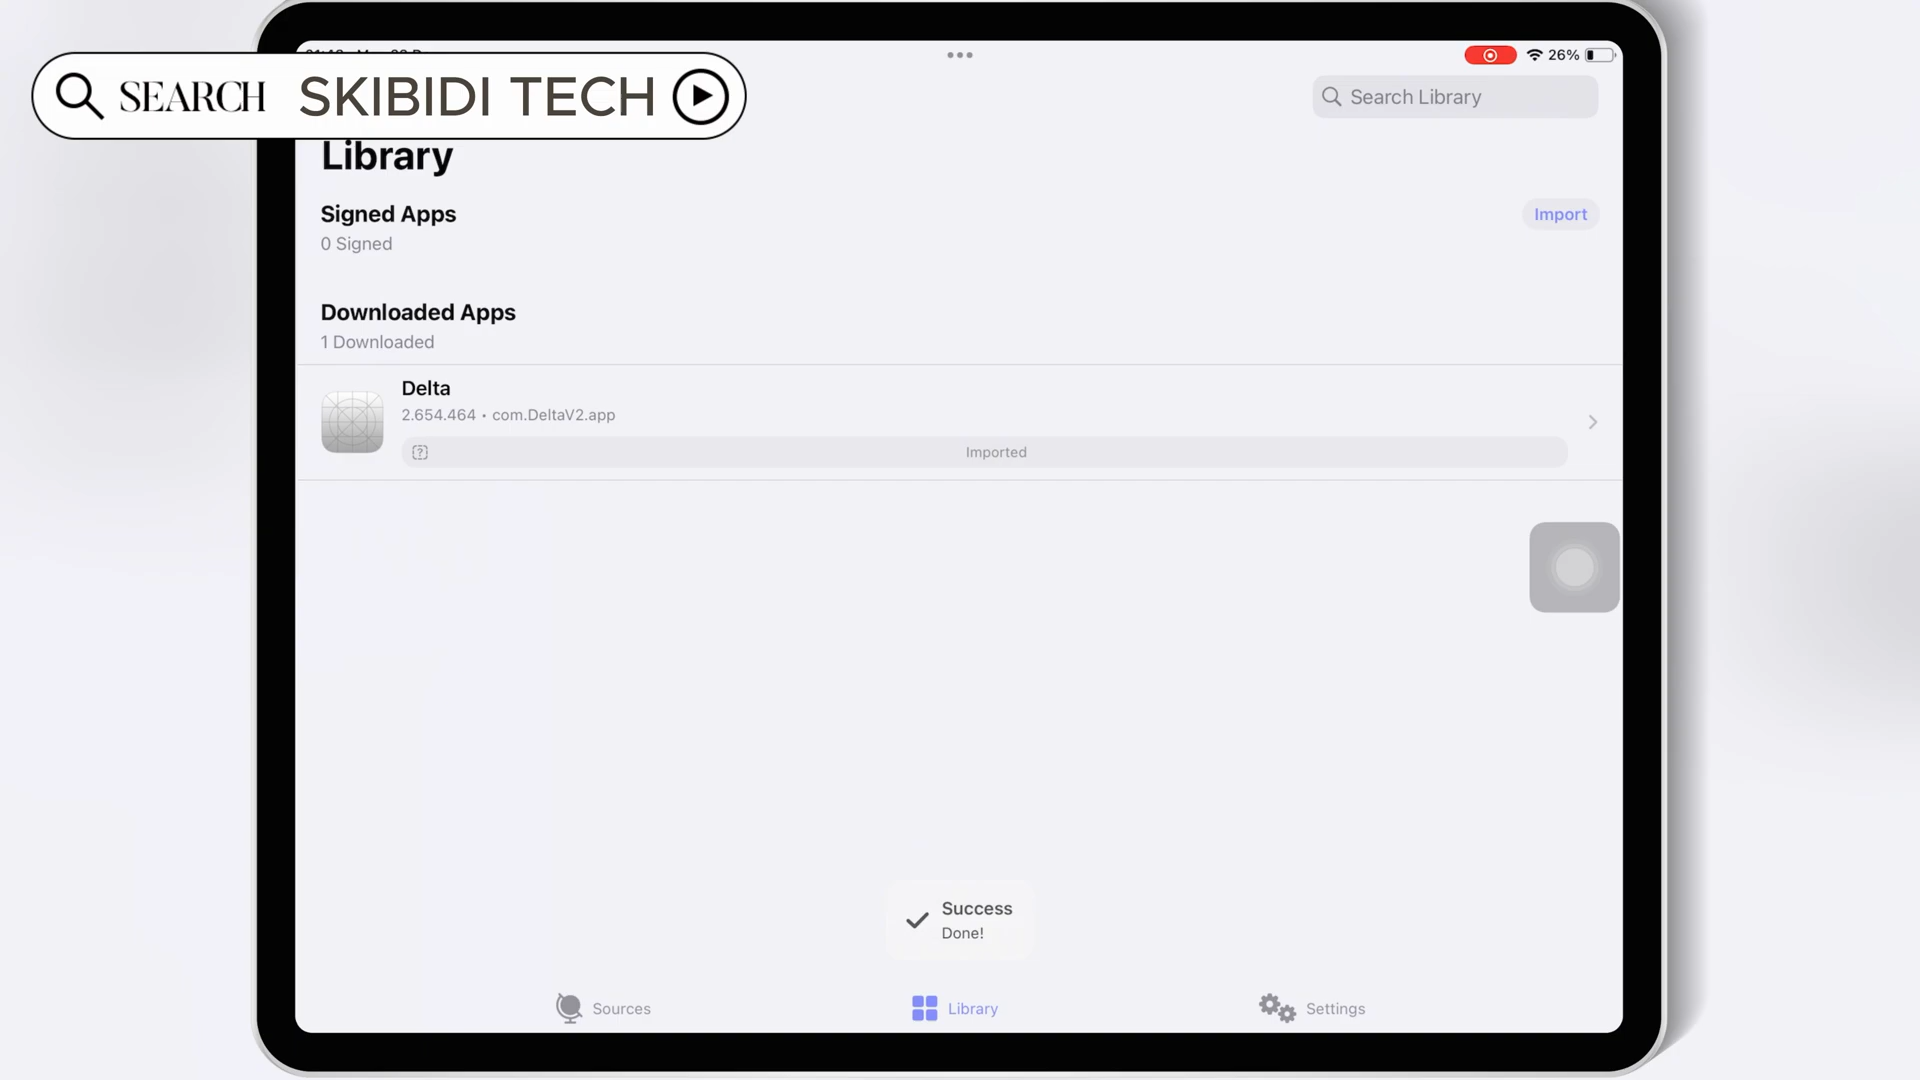 SEARCH SKIBIDI TECH
26%
Search Library
Library
Signed Apps
Import
0 Signed
Downloaded Apps
1 Downloaded
Delta
2.654.464 • com.DeltaV2.app
Imported
Success
Done!
Sources
Library
Settings